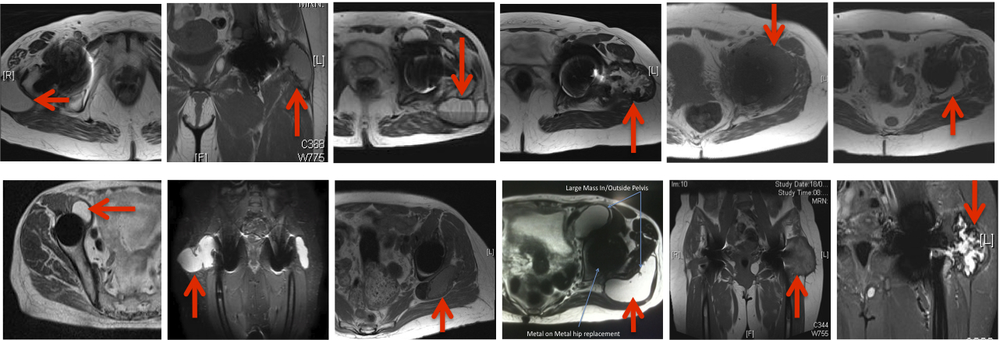 [R]
MRN:
[L]
C368
W775
[F]
[L]
[L]
Large Mass In/Outside Pelvis
Metal on Metal hip replacement
Im:10
Study Date:18/0...
Study Time:08:...
MRN:
[R]
[L]
C344
W755
[F]
[L]